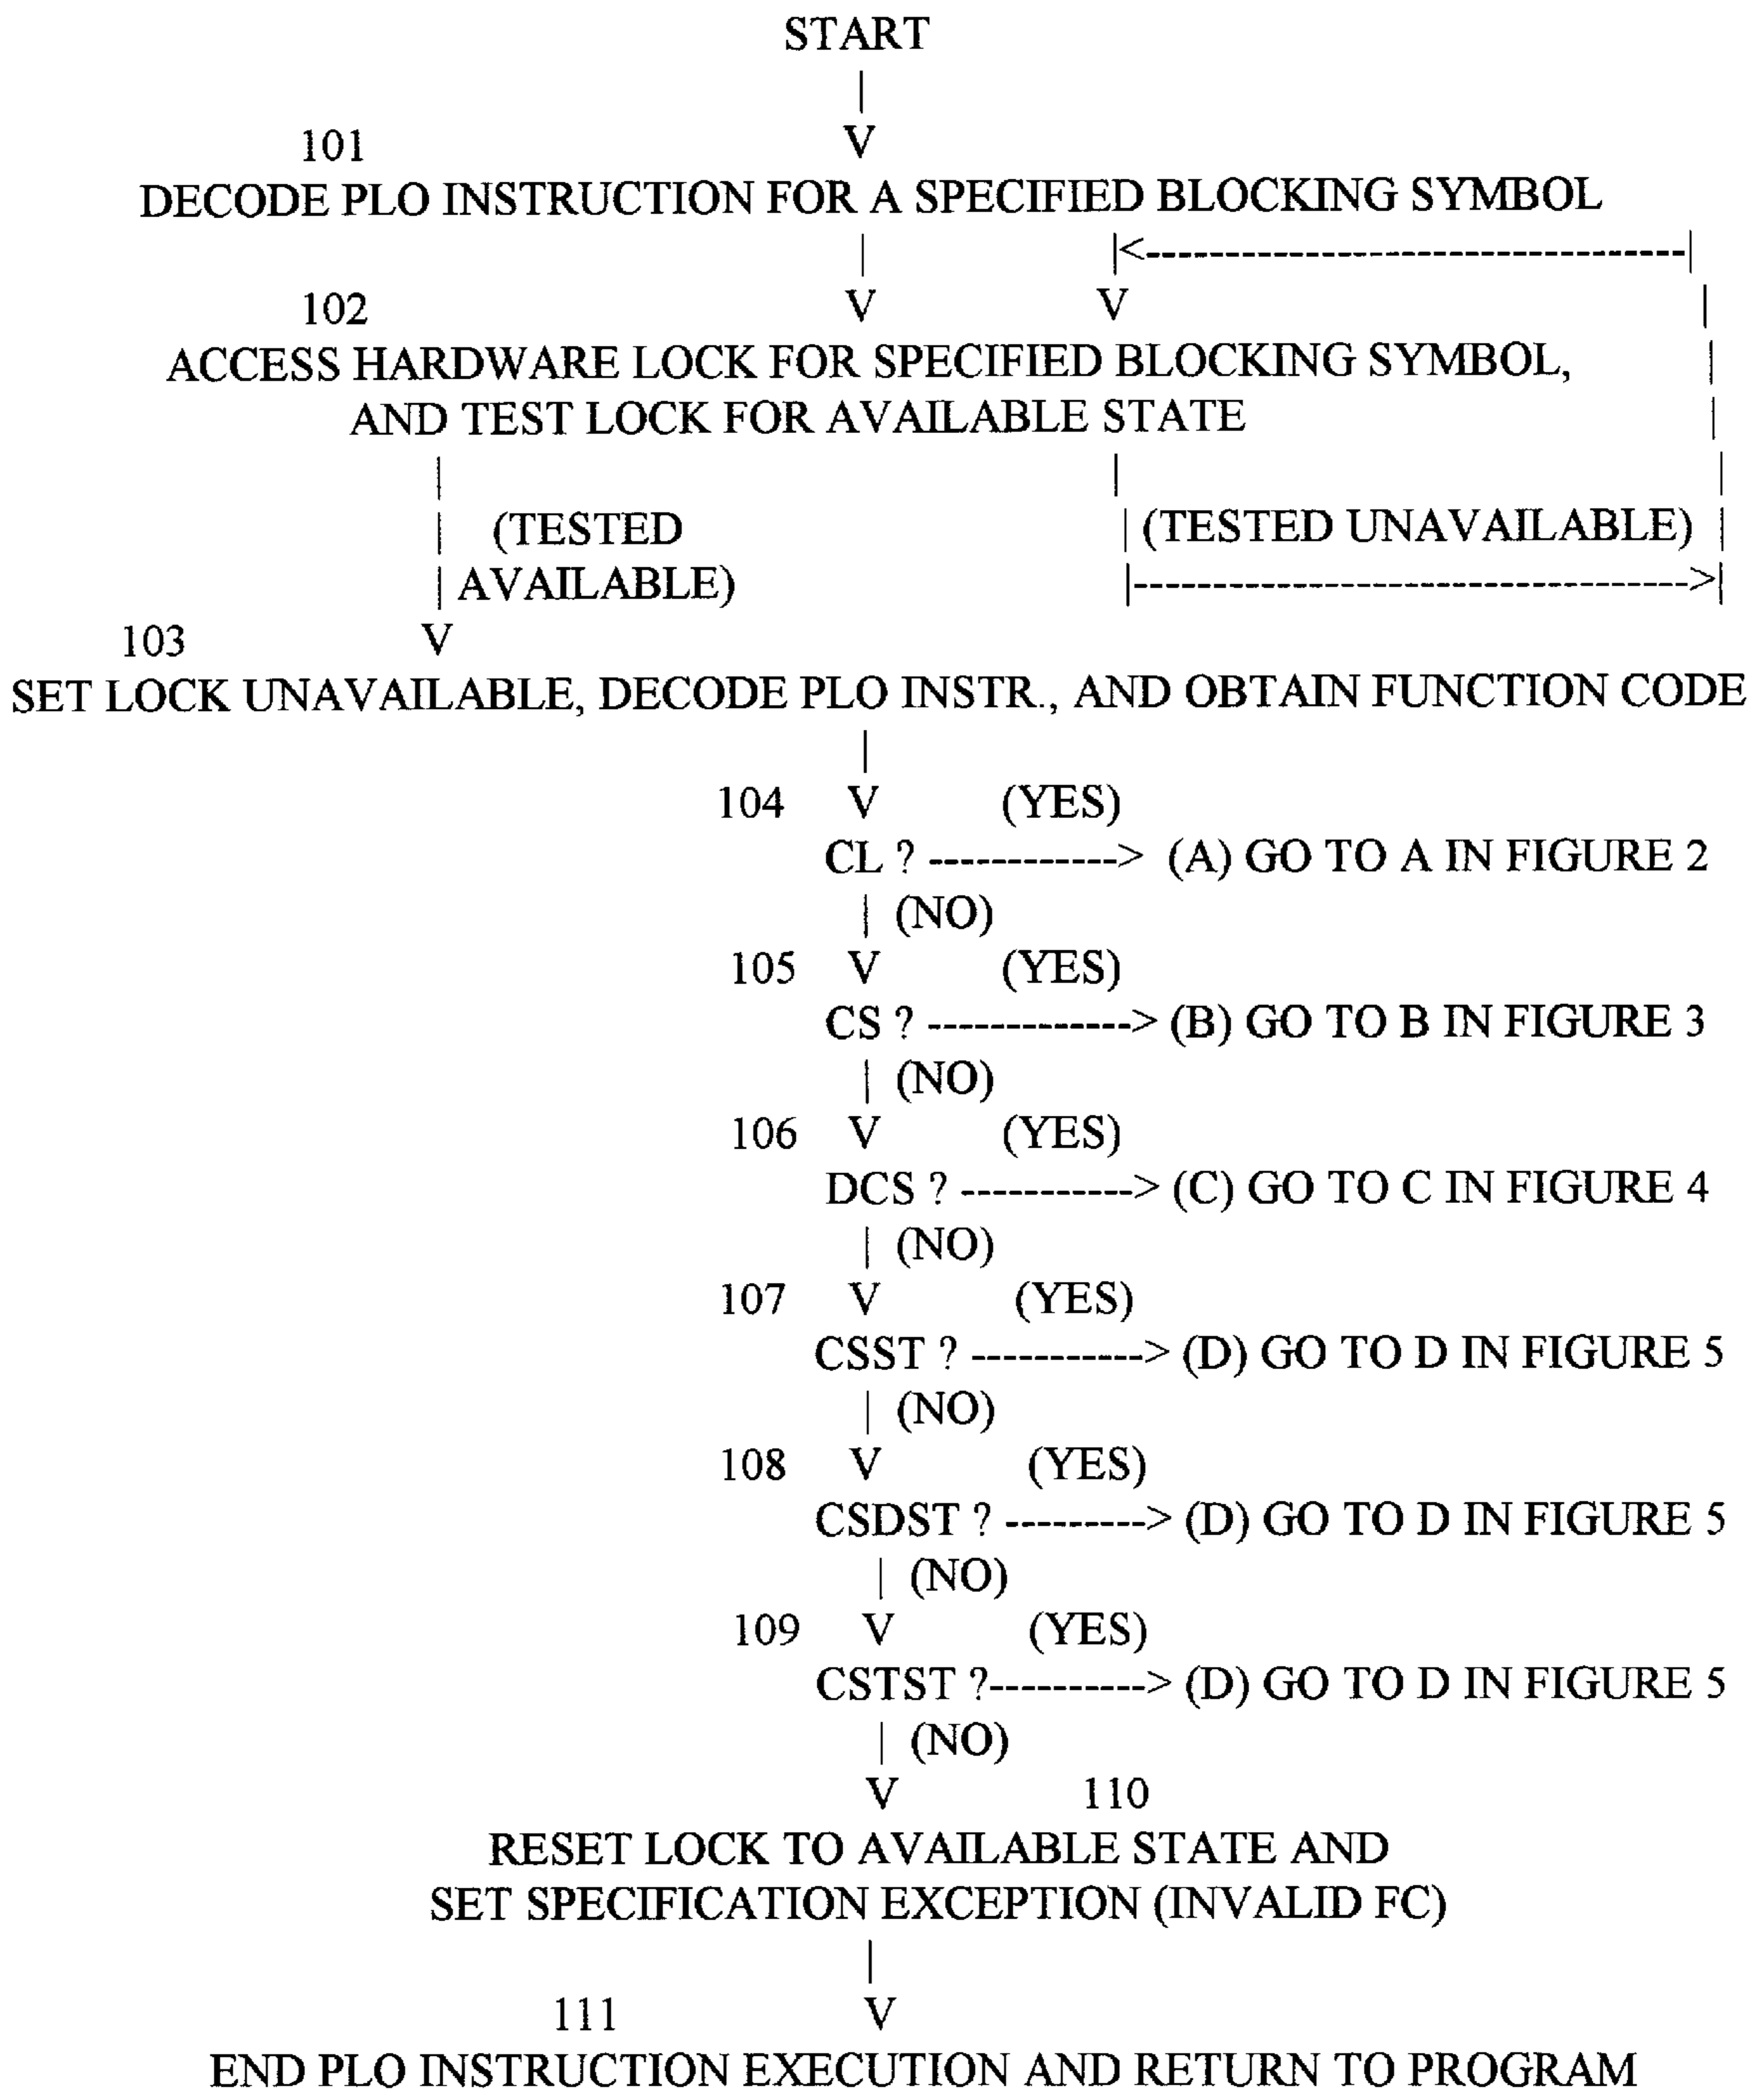 START
V
101
DECODE PLO INSTRUCTION FOR A SPECIFIED BLOCKING SYMBOL
|<------------------------------------|
102 V V
ACCESS HARDWARE LOCK FOR SPECIFIED BLOCKING SYMBOL,
AND TEST LOCK FOR AVAILABLE STATE
(TESTED (TESTED UNAVAILABLE)
AVAILABLE) |------------------------------------->|
103 V
SET LOCK UNAVAILABLE, DECODE PLO INSTR., AND OBTAIN FUNCTION CODE
104 V (YES)
CL ? ------------> (A) GO TO A IN FIGURE 2
(NO)
105 V (YES)
CS ? -------------> (B) GO TO B IN FIGURE 3
(NO)
106 V (YES)
DCS ? -----------> (C) GO TO C IN FIGURE 4
(NO)
107 V (YES)
CSST ? -----------> (D) GO TO D IN FIGURE 5
(NO)
108 V (YES)
CSDST ? ---------> (D) GO TO D IN FIGURE 5
(NO)
109 V (YES)
CSTST ?----------> (D) GO TO D IN FIGURE 5
(NO)
V 110
RESET LOCK TO AVAILABLE STATE AND
SET SPECIFICATION EXCEPTION (INVALID FC)
111 V
END PLO INSTRUCTION EXECUTION AND RETURN TO PROGRAM